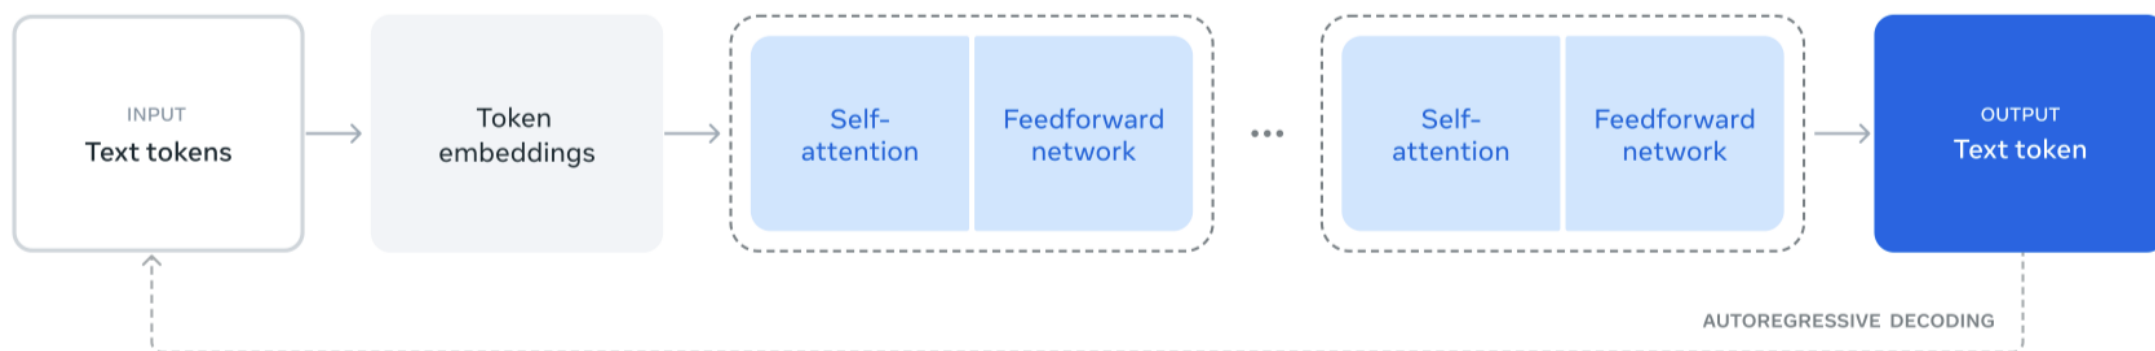 INPUT
Text tokens
Token
embeddings
Self-
attention
Feedforward
network
Self-
attention
Feedforward
network
OUTPUT
Text token
AUTOREGRESSIVE DECODING